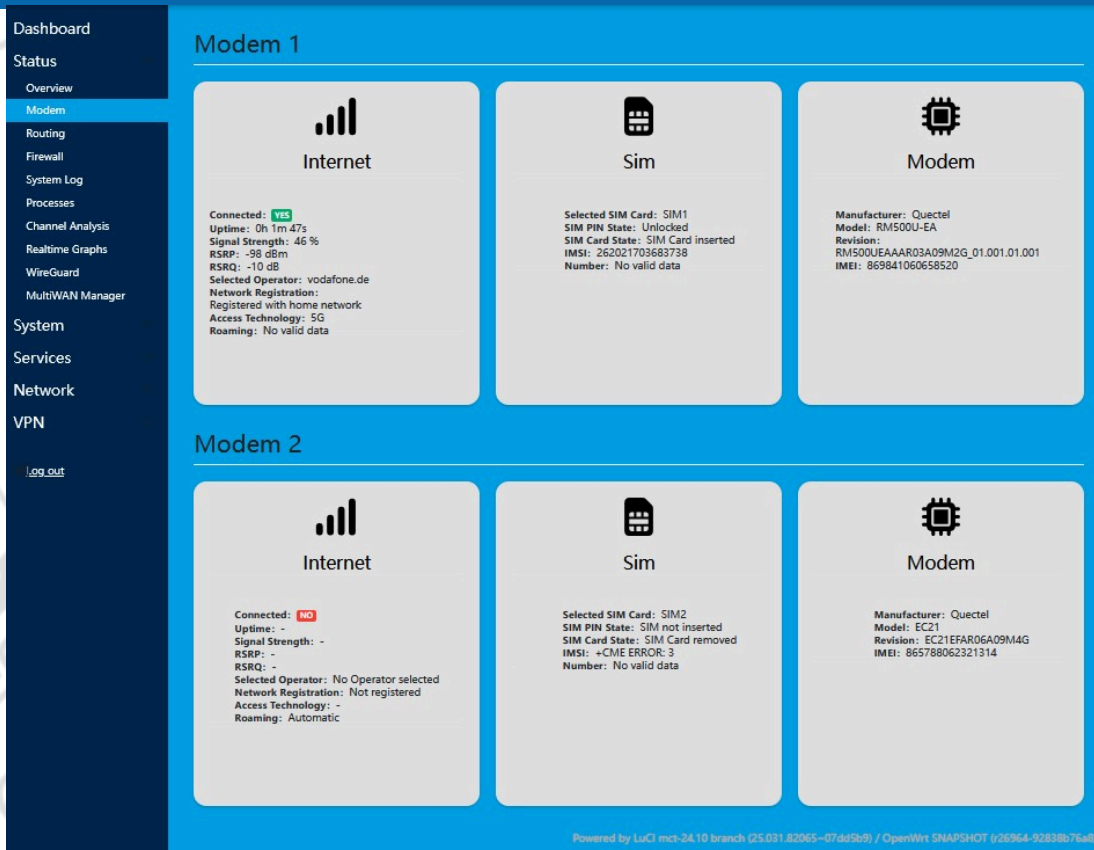 Dashboard
Status
Overview
Modem
Routing
Firewall
System Log
Processes
Channel Analysis
Realtime Graphs
WireGuard
MultiWAN Manager
System
Services
Network
VPN
Log out
Modem 1
Internet
Connected: YES
Uptime: 0h 1m 47s
Signal Strength: 46 %
RSRP: -98 dBm
RSRQ: -10 dB
Selected Operator: vodafone.de
Network Registration:
Registered with home network
Access Technology: 5G
Roaming: No valid data
Sim
Selected SIM Card: SIM1
SIM PIN State: Unlocked
SIM Card State: SIM Card inserted
IMSI: 262021703683738
Number: No valid data
Modem
Manufacturer: Quectel
Model: RM500U-EA
Revision:
RM500UEAAAR03A09M2G_01.001.01.001
IMEI: 869841060658520
Modem 2
Internet
Connected: NO
Uptime: -
Signal Strength: -
RSRP: -
RSRQ: -
Selected Operator: No Operator selected
Network Registration: Not registered
Access Technology: -
Roaming: Automatic
Sim
Selected SIM Card: SIM2
SIM PIN State: SIM not inserted
SIM Card State: SIM Card removed
IMSI: +CME ERROR: 3
Number: No valid data
Modem
Manufacturer: Quectel
Model: EC21
Revision: EC21EFAR06A09M4G
IMEI: 865788062321314
Powered by LuCI mct-24.10 branch (25.031.82065~07dd5b9) / OpenWrt SNAPSHOT (r26964-92838b76a8